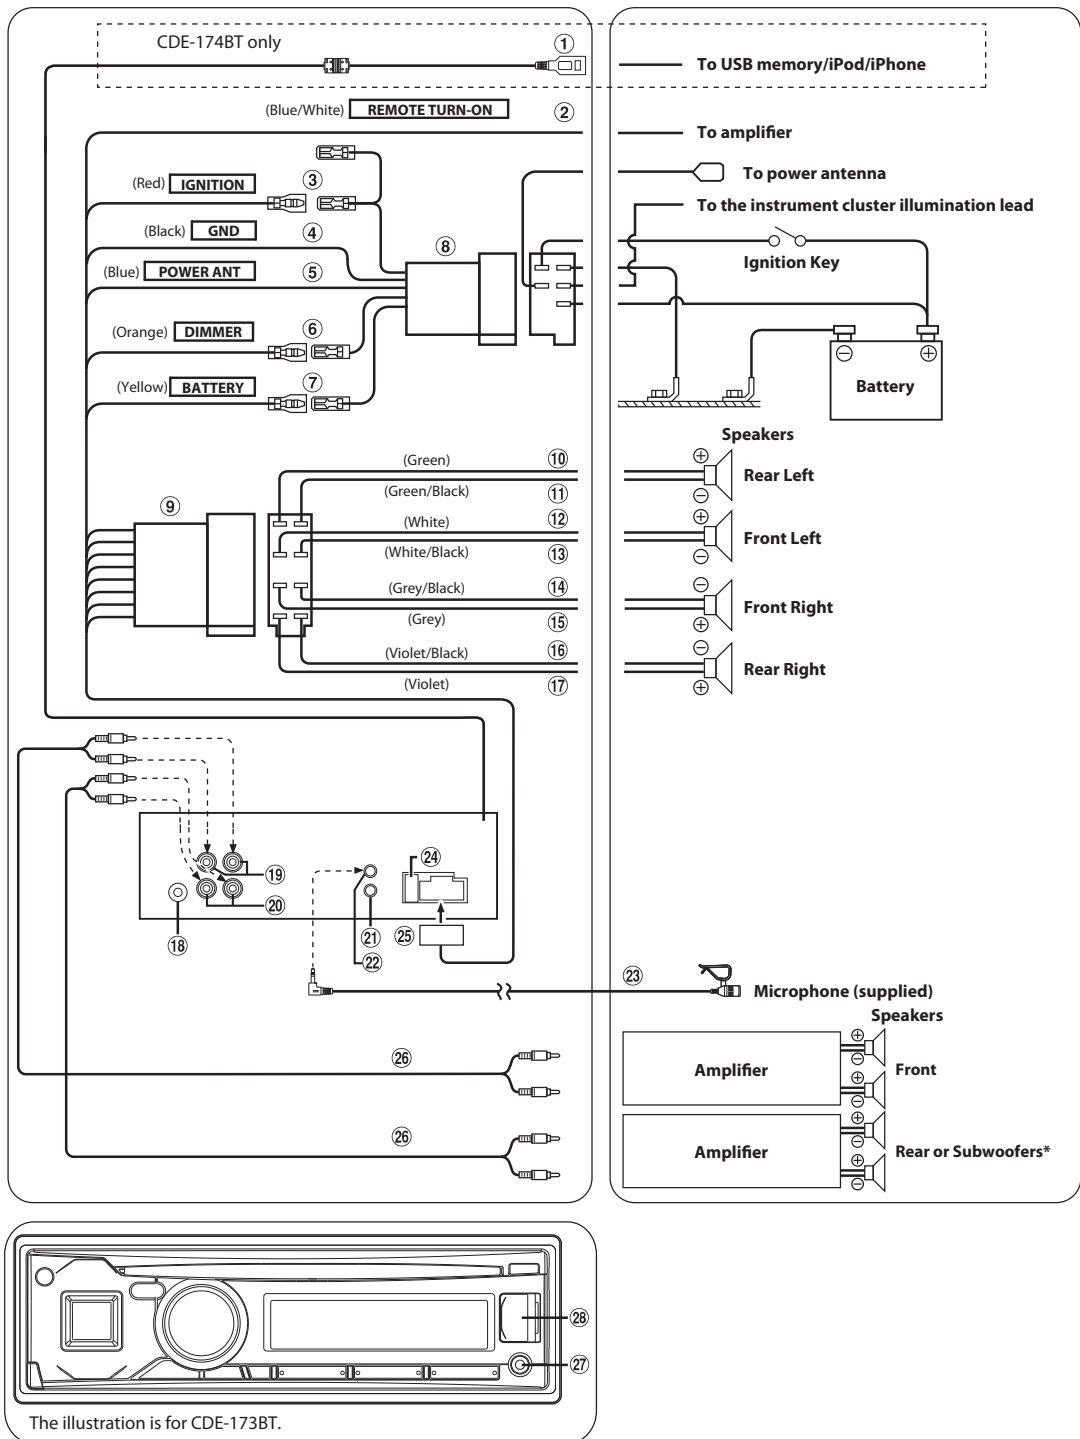 CDE-174BT only
①
To USB memory/iPod/iPhone
(Blue/White) REMOTE TURN-ON ②
To amplifier
To power antenna
(Red) IGNITION ③
To the instrument cluster illumination lead
(Black) GND ④
⑧
Ignition Key
(Blue) POWER ANT ⑤
(Orange) DIMMER ⑥
⊖ ⊕
Battery
(Yellow) BATTERY ⑦
Speakers
(Green) ⑩ ⊕
Rear Left
(Green/Black) ⑪ ⊖
⑨
(White) ⑫ ⊕
Front Left
(White/Black) ⑬ ⊖
(Grey/Black) ⑭ ⊖
Front Right
(Grey) ⑮ ⊕
(Violet/Black) ⑯ ⊖
Rear Right
(Violet) ⑰ ⊕
⑲
⑳
⑱
㉔
㉑
㉕
㉒
㉓
Microphone (supplied)
Speakers
㉖
Amplifier
⊕
⊖
Front
⊕
⊖
㉖
Amplifier
⊕
⊖
Rear or Subwoofers*
⊕
⊖
㉘
㉗
The illustration is for CDE-173BT.